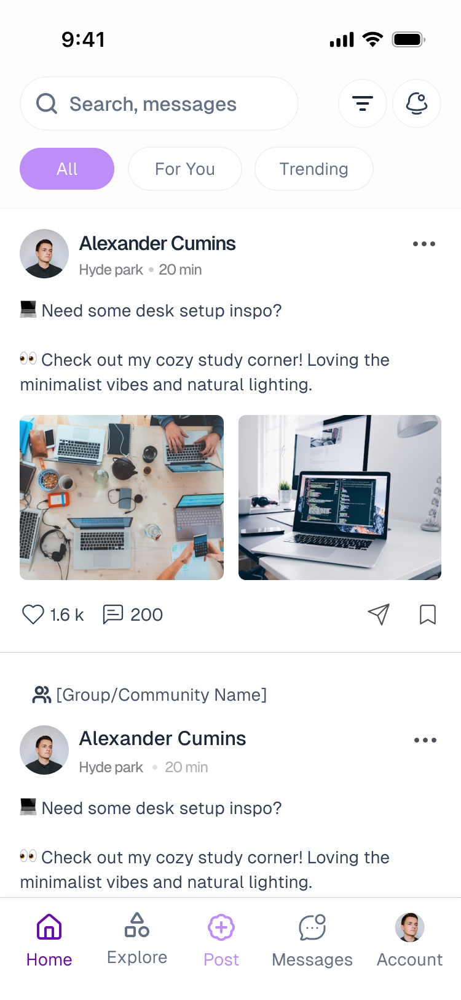 9:41
Search, messages
All
For You
Trending
Alexander Cumins
Hyde park • 20 min
💻 Need some desk setup inspo?
👀 Check out my cozy study corner! Loving the
minimalist vibes and natural lighting.
1.6 k
200
[Group/Community Name]
Alexander Cumins
Hyde park • 20 min
💻 Need some desk setup inspo?
👀 Check out my cozy study corner! Loving the
minimalist vibes and natural lighting.
Home
Explore
Post
Messages
Account